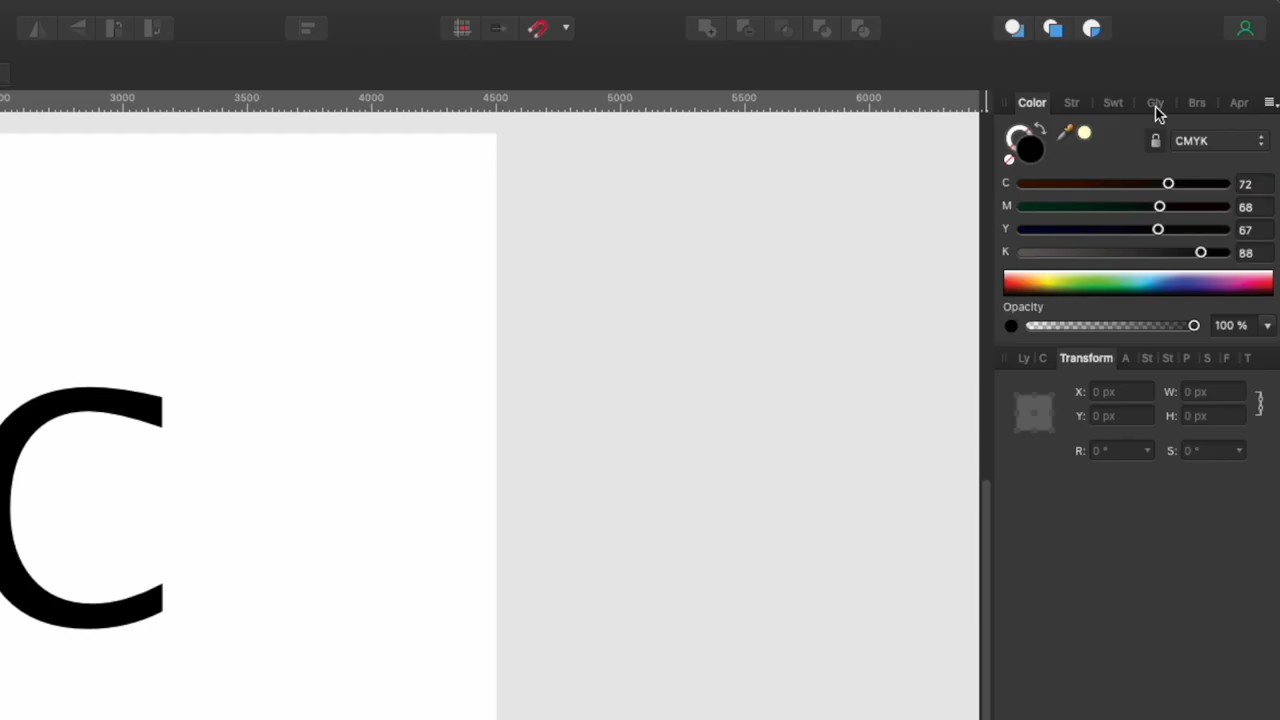 3000 3500 4000 4500 5000 5500 6000
Color Str Swt Gly Brs Apr
CMYK
C 72
M 68
Y 67
K 88
Opacity
100 %
Ly C Transform A St St P S F T
X: 0 px W: 0 px
Y: 0 px H: 0 px
R: 0 ° S: 0 °
C